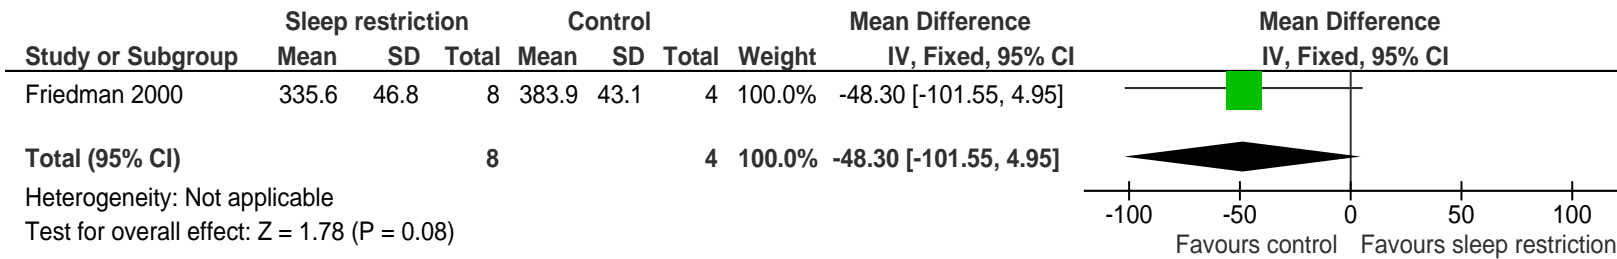 Sleep restriction Control Mean Difference Mean Difference
Study or Subgroup Mean SD Total Mean SD Total Weight IV, Fixed, 95% CI IV, Fixed, 95% CI
Friedman 2000 335.6 46.8 8 383.9 43.1 4 100.0% -48.30 [-101.55, 4.95]
Total (95% CI) 8 4 100.0% -48.30 [-101.55, 4.95]
Heterogeneity: Not applicable
Test for overall effect: Z = 1.78 (P = 0.08)
-100 -50 0 50 100
Favours control Favours sleep restriction